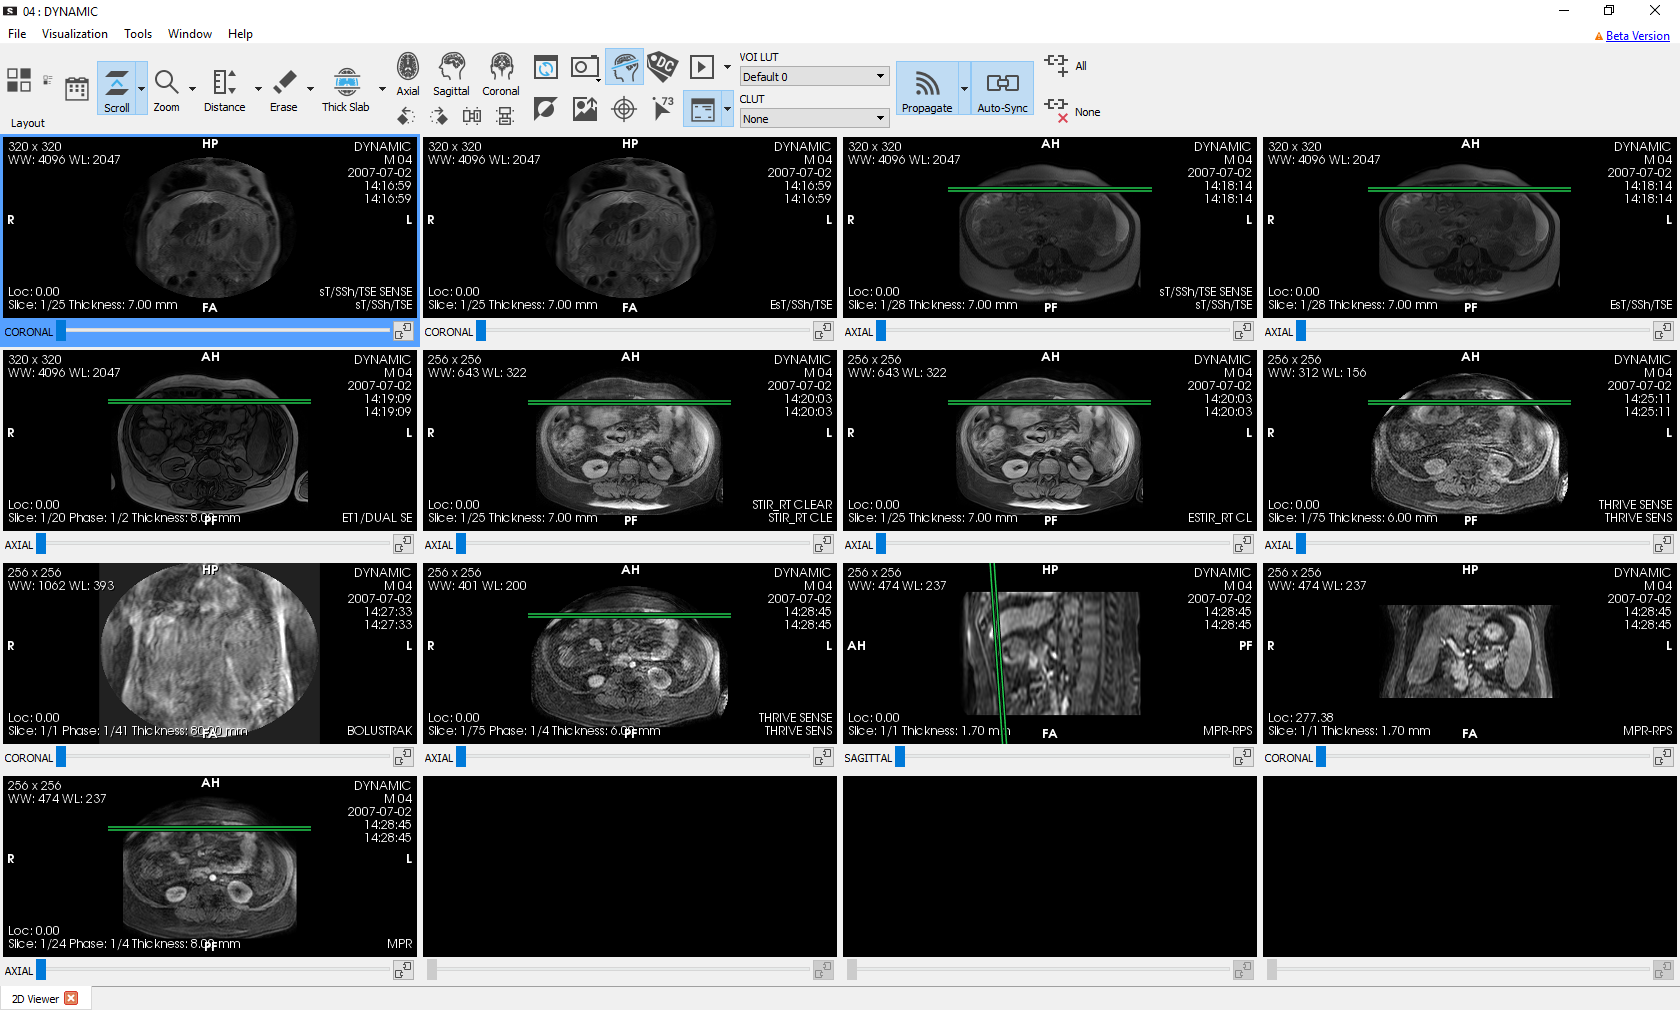 04 : DYNAMIC
File Visualization Tools Window Help
Beta Version
Layout
Scroll
Zoom
Distance
Erase
Thick Slab
Axial
Sagittal
Coronal
DC
73
VOI LUT
Default 0
CLUT
None
Propagate
Auto-Sync
All
None
320 x 320
WW: 4096 WL: 2047
HP
DYNAMIC
M 04
2007-07-02
14:16:59
14:16:59
R
L
Loc: 0.00
Slice: 1/25 Thickness: 7.00 mm
FA
sT/SSh/TSE SENSE
sT/SSh/TSE
CORONAL
320 x 320
WW: 4096 WL: 2047
HP
DYNAMIC
M 04
2007-07-02
14:16:59
14:16:59
R
L
Loc: 0.00
Slice: 1/25 Thickness: 7.00 mm
FA
EsT/SSh/TSE
CORONAL
320 x 320
WW: 4096 WL: 2047
AH
DYNAMIC
M 04
2007-07-02
14:18:14
14:18:14
R
L
Loc: 0.00
Slice: 1/28 Thickness: 7.00 mm
PF
sT/SSh/TSE SENSE
sT/SSh/TSE
AXIAL
320 x 320
WW: 4096 WL: 2047
AH
DYNAMIC
M 04
2007-07-02
14:18:14
14:18:14
R
L
Loc: 0.00
Slice: 1/28 Thickness: 7.00 mm
PF
EsT/SSh/TSE
AXIAL
320 x 320
WW: 4096 WL: 2047
AH
DYNAMIC
M 04
2007-07-02
14:19:09
14:19:09
R
L
Loc: 0.00
Slice: 1/20 Phase: 1/2 Thickness: 8.00 mm
PF
ET1/DUAL SE
AXIAL
256 x 256
WW: 643 WL: 322
AH
DYNAMIC
M 04
2007-07-02
14:20:03
14:20:03
R
L
Loc: 0.00
Slice: 1/25 Thickness: 7.00 mm
PF
STIR_RT CLEAR
STIR_RT CLE
AXIAL
256 x 256
WW: 643 WL: 322
AH
DYNAMIC
M 04
2007-07-02
14:20:03
14:20:03
R
L
Loc: 0.00
Slice: 1/25 Thickness: 7.00 mm
PF
ESTIR_RT CL
AXIAL
256 x 256
WW: 312 WL: 156
AH
DYNAMIC
M 04
2007-07-02
14:25:11
14:25:11
R
L
Loc: 0.00
Slice: 1/75 Thickness: 6.00 mm
PF
THRIVE SENSE
THRIVE SENS
AXIAL
256 x 256
WW: 1062 WL: 393
HP
DYNAMIC
M 04
2007-07-02
14:27:33
14:27:33
R
L
Loc: 0.00
Slice: 1/1 Phase: 1/41 Thickness: 80.00 mm
FA
BOLUSTRAK
CORONAL
256 x 256
WW: 401 WL: 200
AH
DYNAMIC
M 04
2007-07-02
14:28:45
14:28:45
R
L
Loc: 0.00
Slice: 1/75 Phase: 1/4 Thickness: 6.00 mm
PF
THRIVE SENSE
THRIVE SENS
AXIAL
256 x 256
WW: 474 WL: 237
HP
DYNAMIC
M 04
2007-07-02
14:28:45
14:28:45
AH
PF
Loc: 0.00
Slice: 1/1 Thickness: 1.70 mm
FA
MPR-RPS
SAGITTAL
256 x 256
WW: 474 WL: 237
HP
DYNAMIC
M 04
2007-07-02
14:28:45
14:28:45
R
L
Loc: 277.38
Slice: 1/1 Thickness: 1.70 mm
FA
MPR-RPS
CORONAL
256 x 256
WW: 474 WL: 237
AH
DYNAMIC
M 04
2007-07-02
14:28:45
14:28:45
R
L
Loc: 0.00
Slice: 1/24 Phase: 1/4 Thickness: 8.00 mm
PF
MPR
AXIAL
2D Viewer